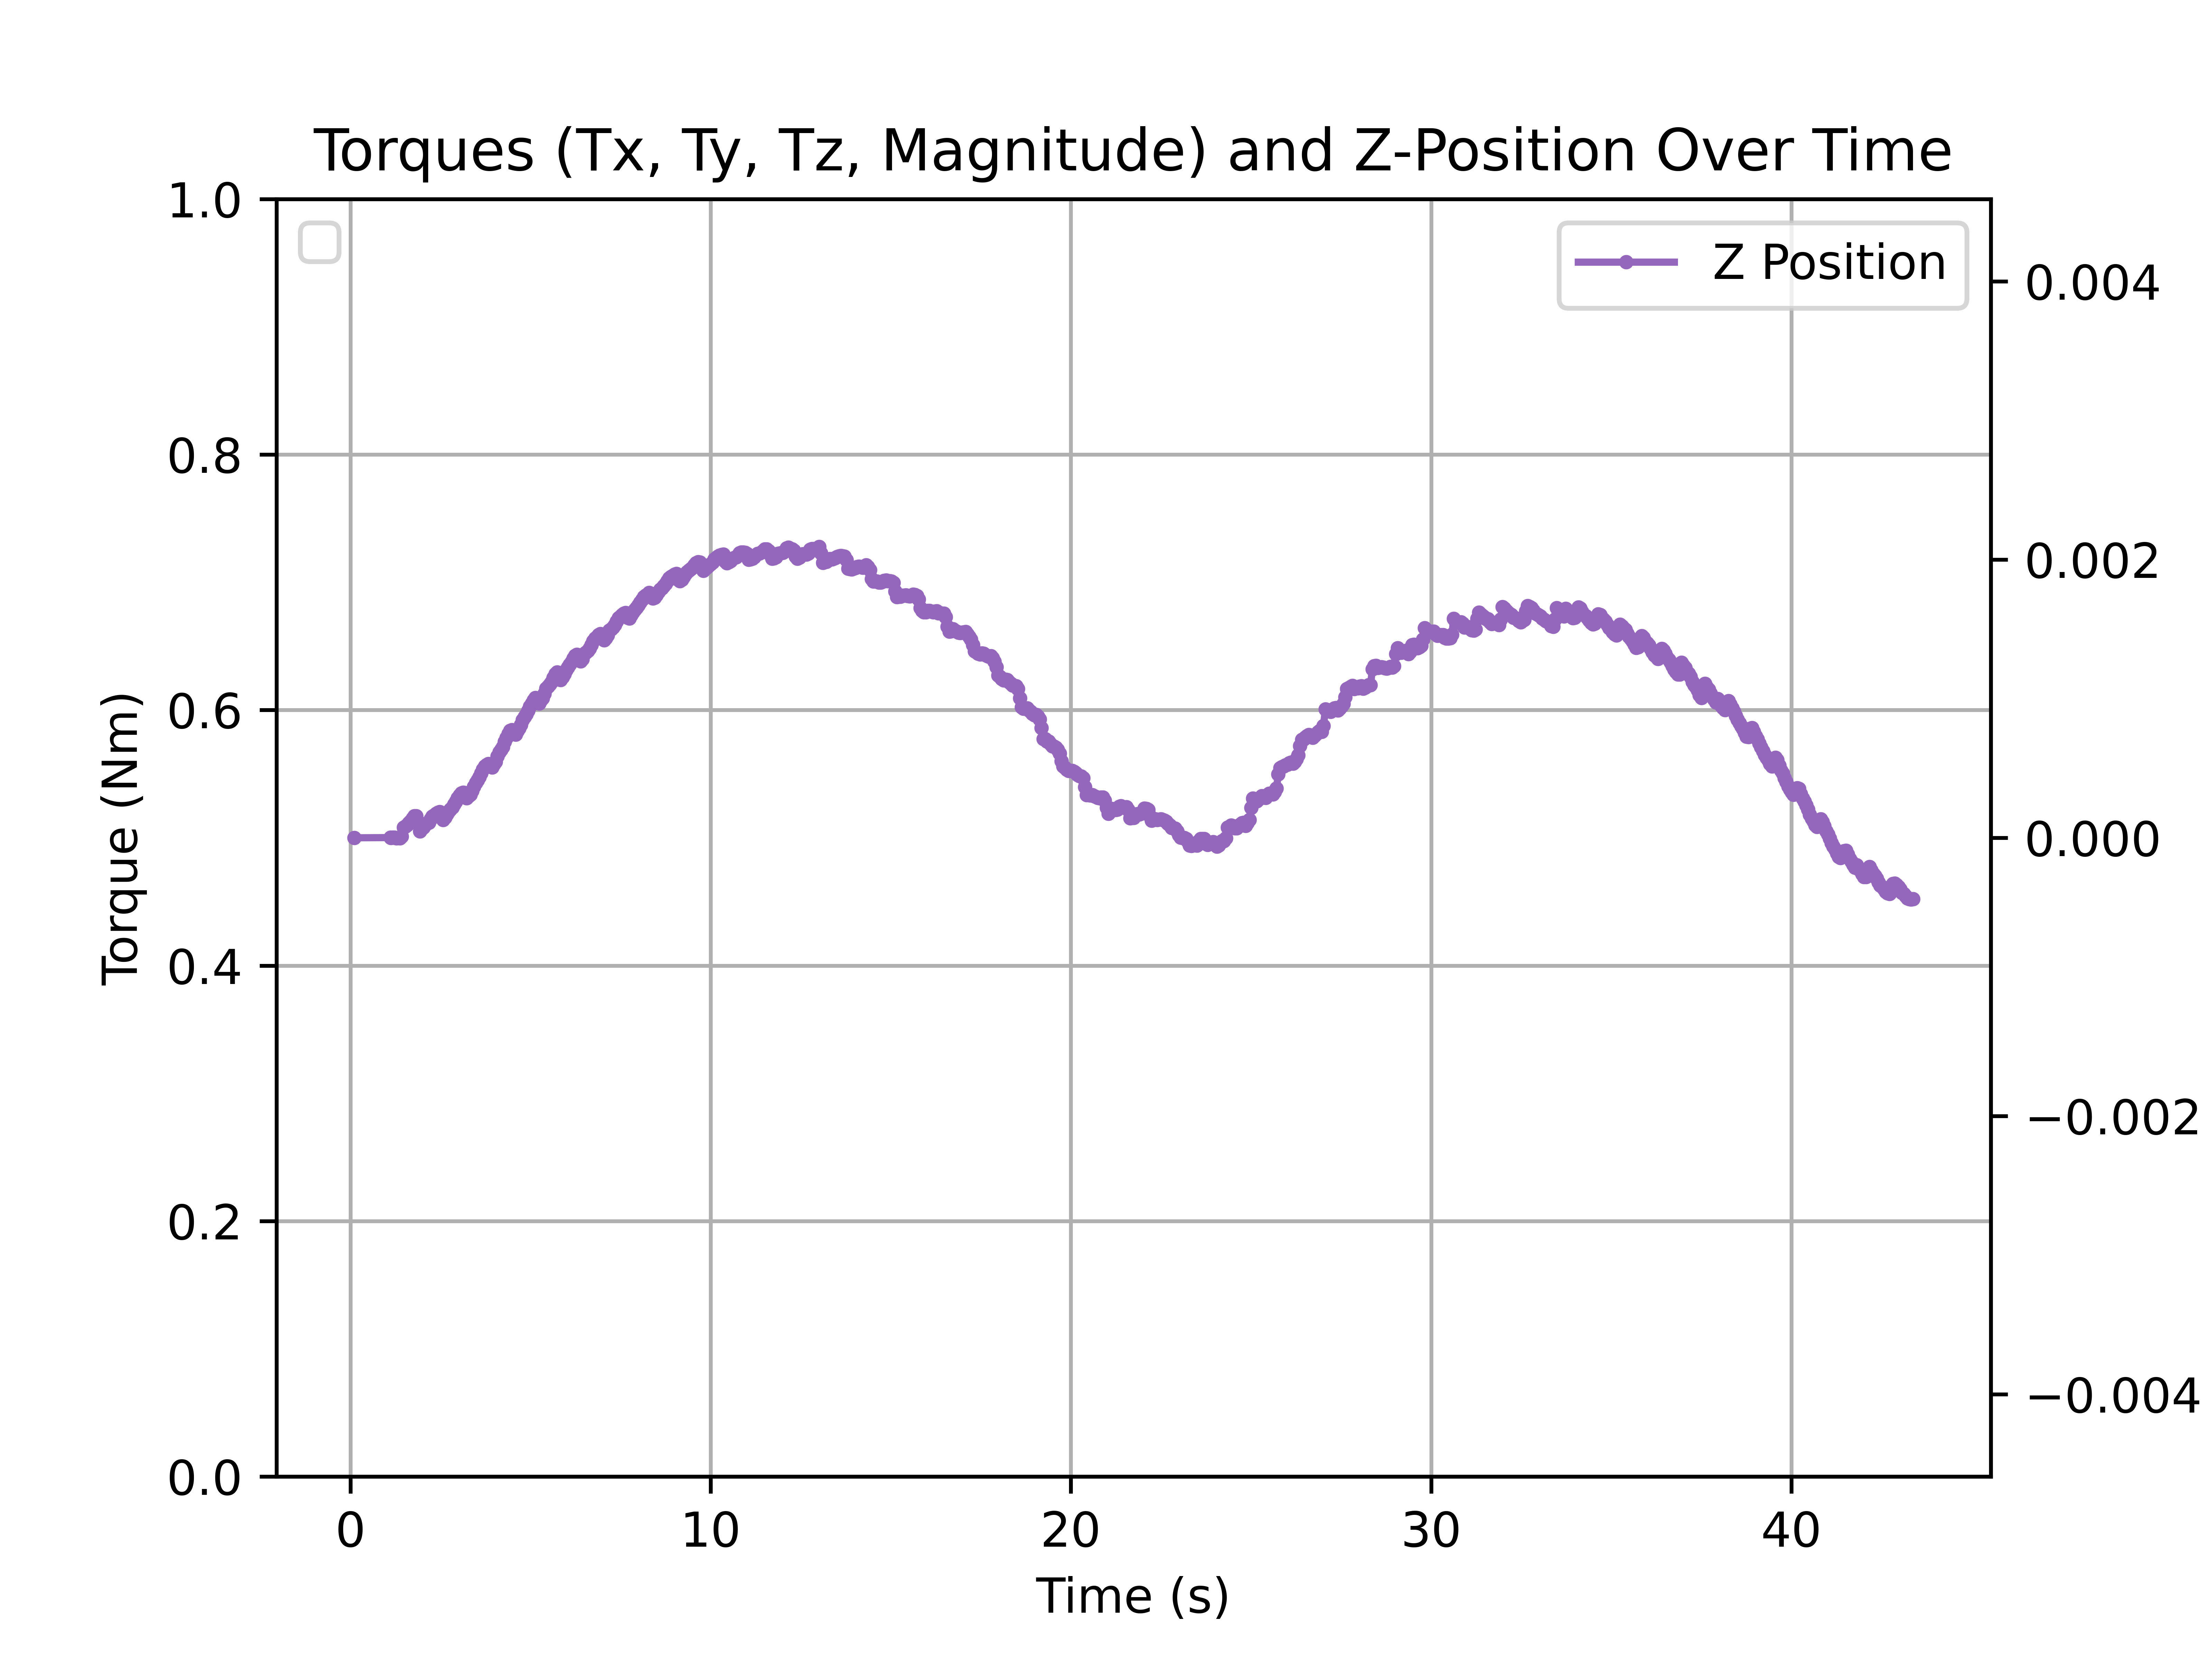 Torques (Tx, Ty, Tz, Magnitude) and Z-Position Over Time
Z Position
Torque (Nm)
1.0
0.8
0.6
0.4
0.2
0.0
0.004
0.002
0.000
−0.002
−0.004
0 10 20 30 40
Time (s)